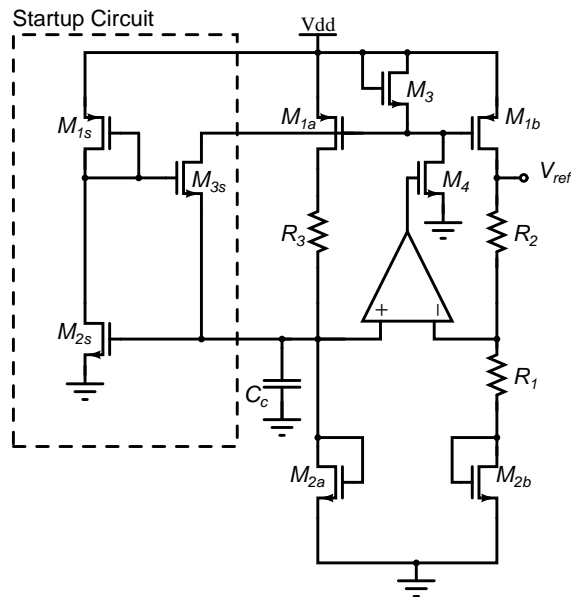 Startup Circuit
Vdd
M3
M1s
M1a
M1b
M3s
M4
Vref
R3
R2
+
−
M2s
R1
Cc
M2a
M2b